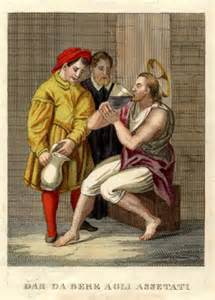 DAR DA BERE AGLI ASSETATI